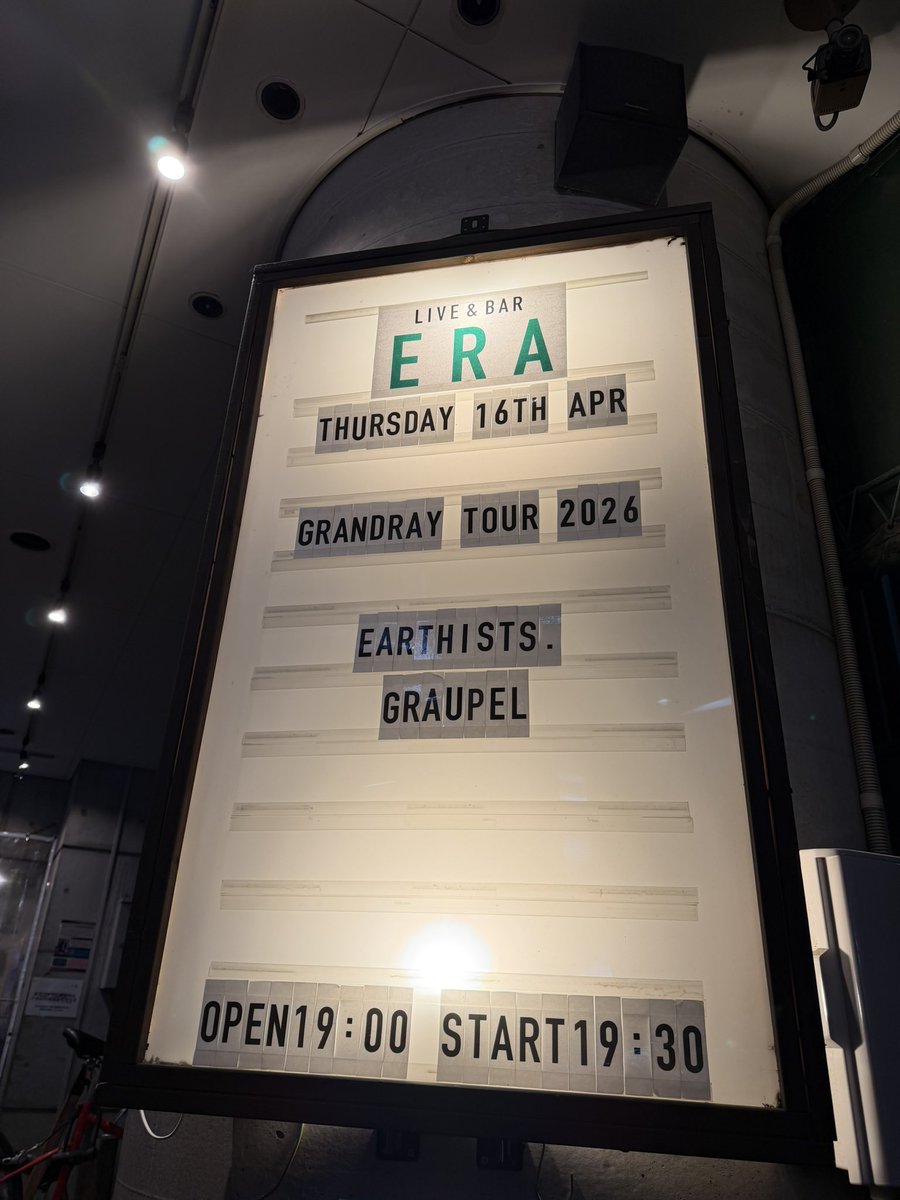 LIVE & BAR
ERA
THURSDAY 16TH APR
GRANDRAY TOUR 2026
EARTHISTS.
GRAUPEL
OPEN19:00 START19:30